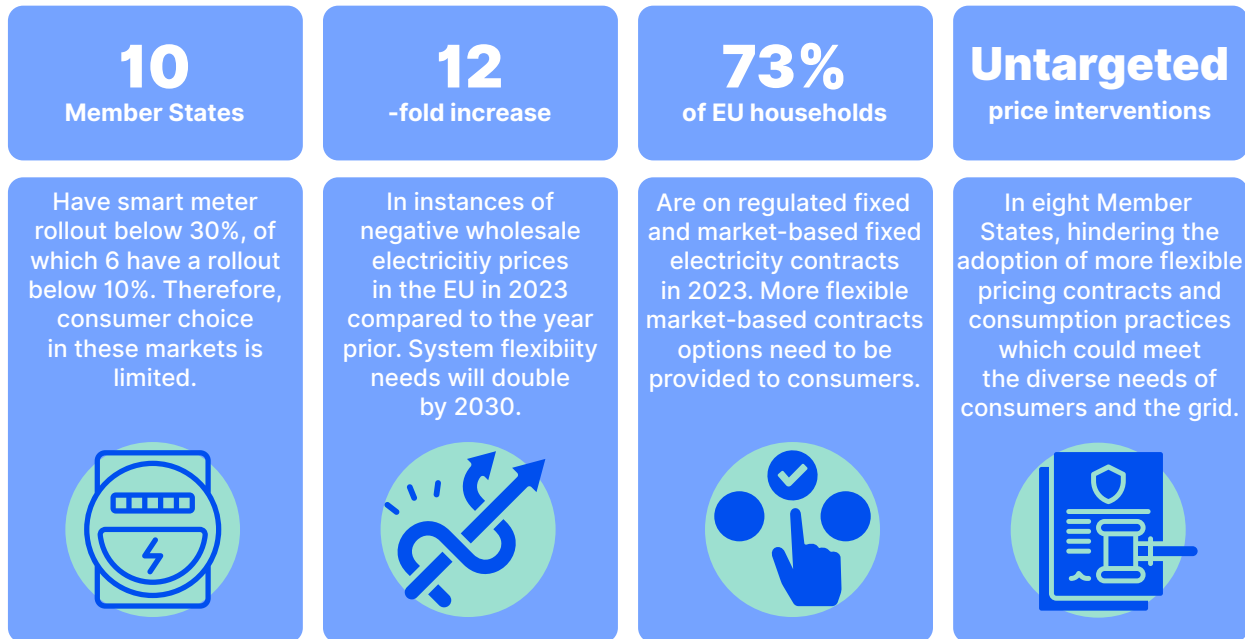 10
Member States
Have smart meter
rollout below 30%, of
which 6 have a rollout
below 10%. Therefore,
consumer choice
in these markets is
limited.
12
-fold increase
In instances of
negative wholesale
electricitiy prices
in the EU in 2023
compared to the year
prior. System flexibiity
needs will double
by 2030.
73%
of EU households
Are on regulated fixed
and market-based fixed
electricity contracts
in 2023. More flexible
market-based contracts
options need to be
provided to consumers.
Untargeted
price interventions
In eight Member
States, hindering the
adoption of more flexible
pricing contracts and
consumption practices
which could meet
the diverse needs of
consumers and the grid.